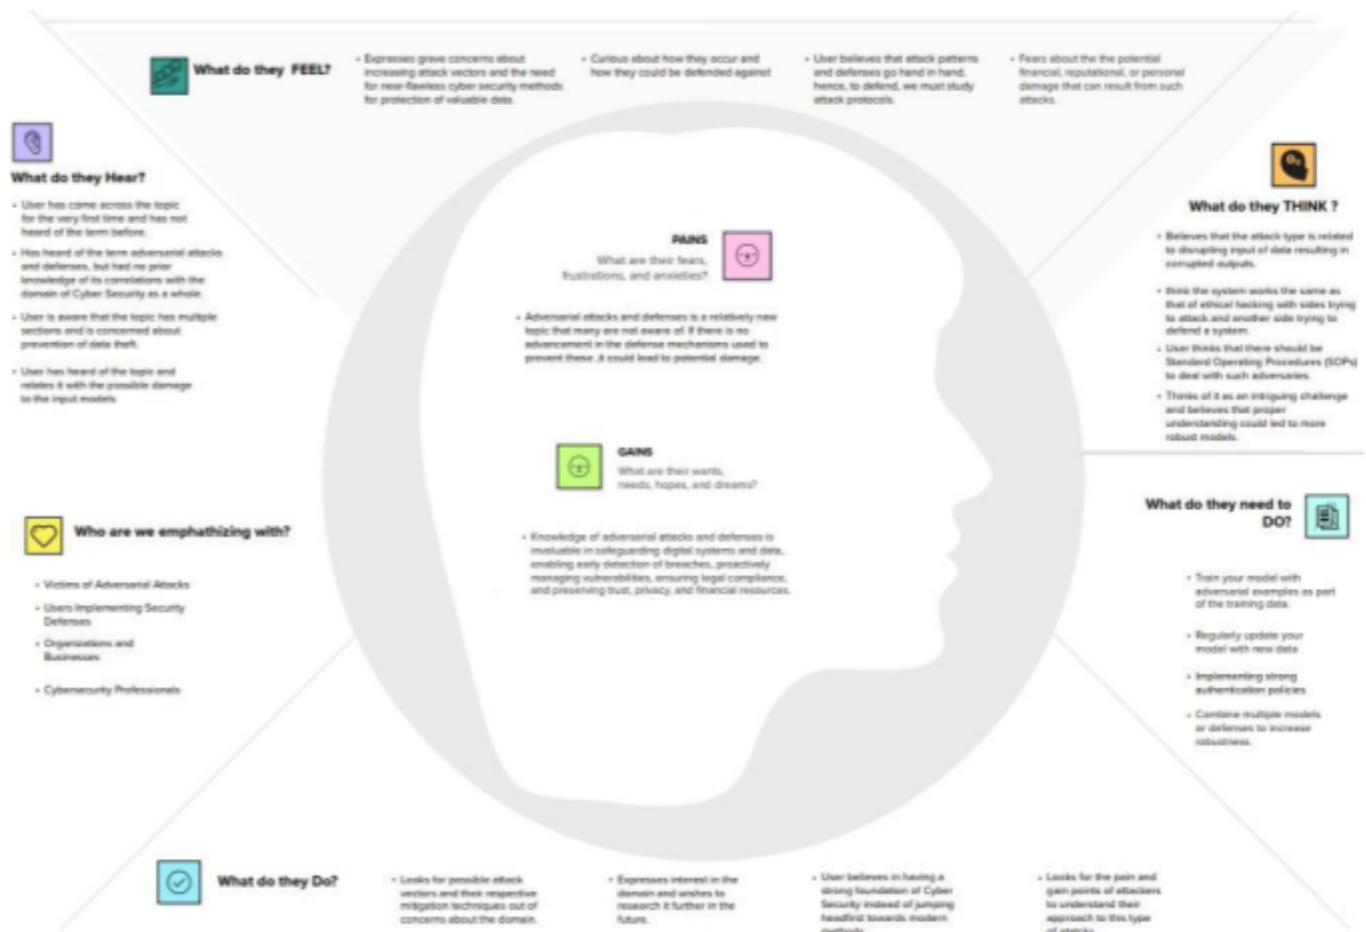 What do they FEEL?
• Expresses grave concerns about
increasing attack vectors and the need
for near-flawless cyber security methods
for protection of valuable data.
• Curious about how they occur and
how they could be defended against
• User believes that attack patterns
and defenses go hand in hand,
hence, to defend, we must study
attack protocols.
• Fears about the the potential
financial, reputational, or personal
damage that can result from such
attacks.
What do they Hear?
• User has come across the topic
for the very first time and has not
heard of the term before.
• Has heard of the term adversarial attacks
and defenses, but had no prior
knowledge of its correlations with the
domain of Cyber Security as a whole.
• User is aware that the topic has multiple
sections and is concerned about
prevention of data theft.
• User has heard of the topic and
relates it with the possible damage
to the input models
What do they THINK ?
• Believes that the attack type is related
to disrupting input of data resulting in
corrupted outputs.
• think the system works the same as
that of ethical hacking with sides trying
to attack and another side trying to
defend a system.
• User thinks that there should be
Standard Operating Procedures (SOPs)
to deal with such adversaries.
• Thinks of it as an intriguing challenge
and believes that proper
understanding could led to more
robust models.
PAINS
What are their fears,
frustrations, and anxieties?
• Adversarial attacks and defenses is a relatively new
topic that many are not aware of. If there is no
advancement in the defense mechanisms used to
prevent these ,it could lead to potential damage.
GAINS
What are their wants,
needs, hopes, and dreams?
• Knowledge of adversarial attacks and defenses is
invaluable in safeguarding digital systems and data,
enabling early detection of breaches, proactively
managing vulnerabilities, ensuring legal compliance,
and preserving trust, privacy, and financial resources.
Who are we emphathizing with?
• Victims of Adversarial Attacks
• Users Implementing Security
Defenses
• Organizations and
Businesses
• Cybersecurity Professionals
What do they need to
DO?
• Train your model with
adversarial examples as part
of the training data.
• Regularly update your
model with new data
• Implementing strong
authentication policies
• Combine multiple models
or defenses to increase
robustness.
What do they Do?
• Looks for possible attack
vectors and their respective
mitigation techniques out of
concerns about the domain.
• Expresses interest in the
domain and wishes to
research it further in the
future.
• User believes in having a
strong foundation of Cyber
Security instead of jumping
headfirst towards modern
methods
• Looks for the pain and
gain points of attackers
to understand their
approach to this type
of